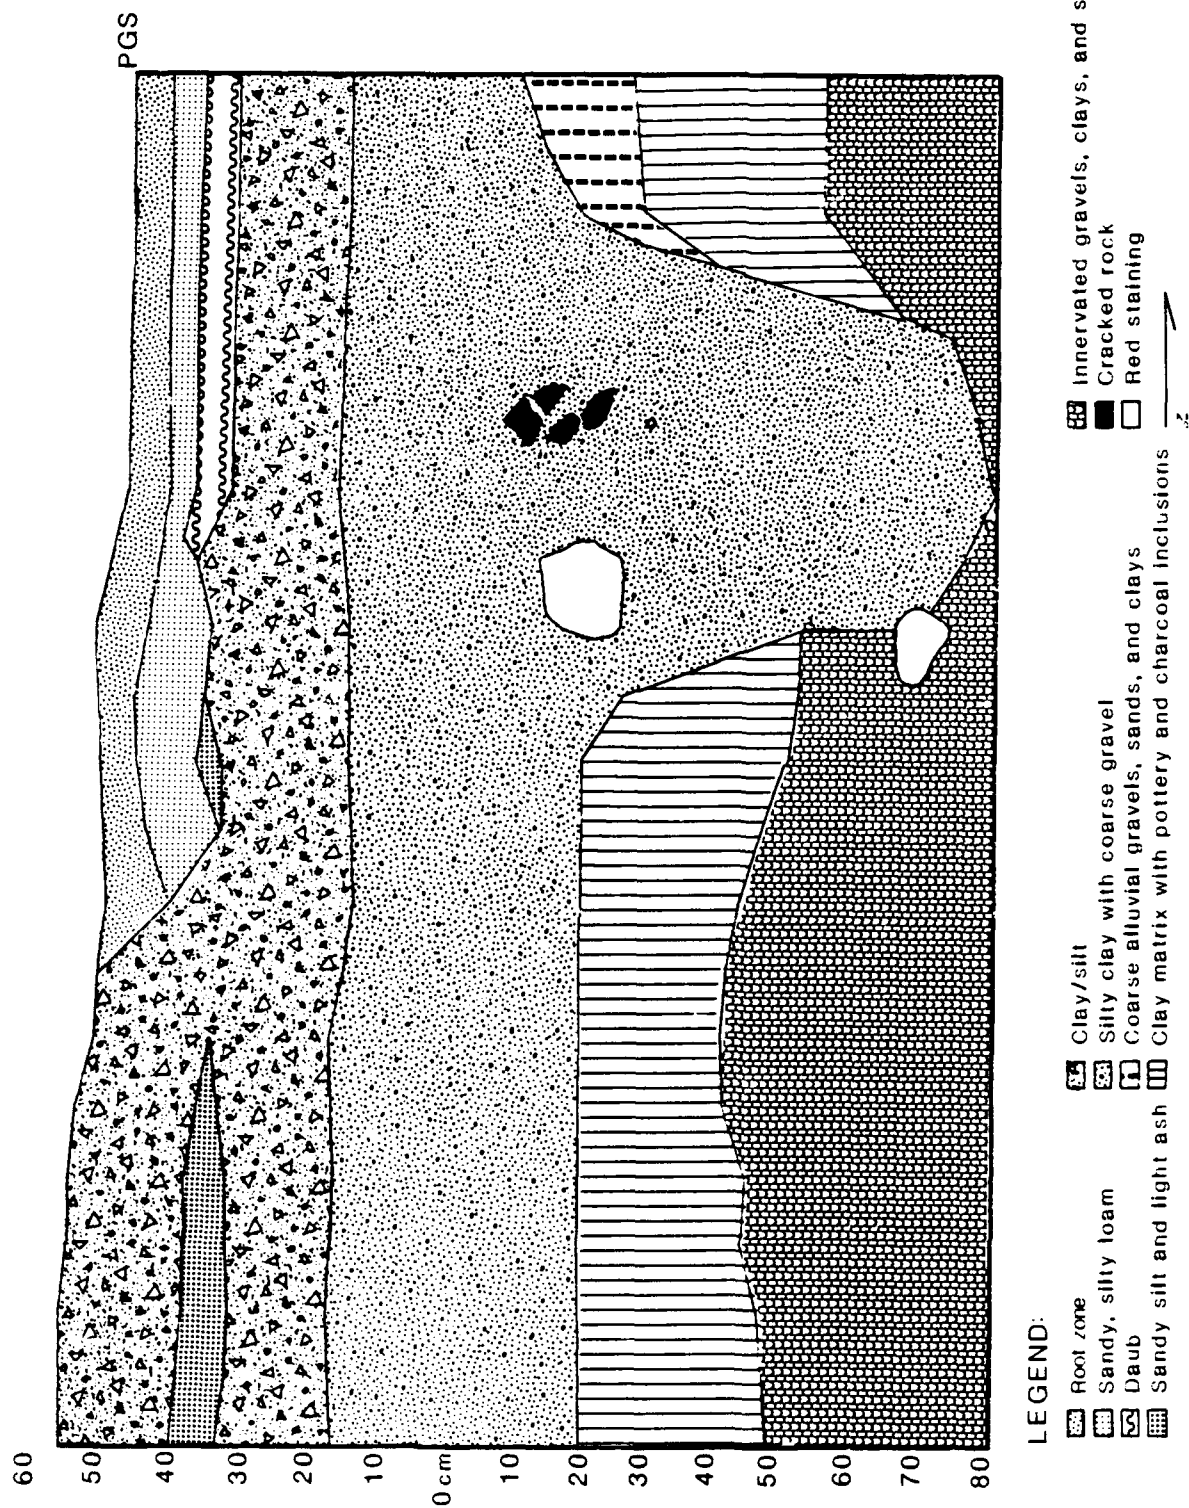 PGS
60
50
40
30
20
10
0 cm
10
20
30
40
50
60
70
80
LEGEND:
Root zone
Sandy, silty loam
Daub
Sandy silt and light ash
Clay/silt
Silty clay with coarse gravel
Coarse alluvial gravels, sands, and clays
Clay matrix with pottery and charcoal inclusions
Innervated gravels, clays, and s
Cracked rock
Red staining
z